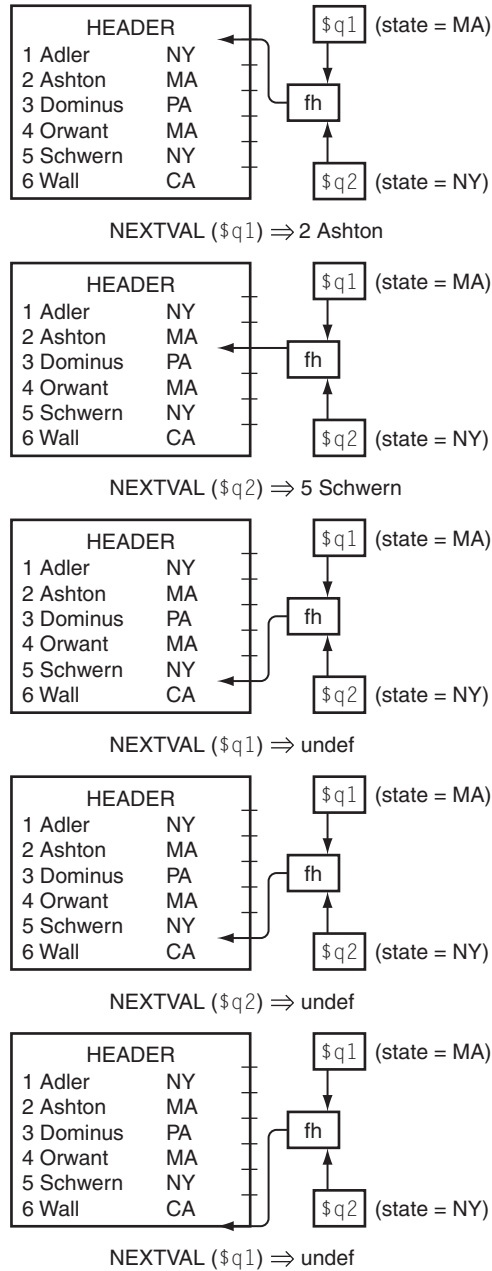 HEADER $q1 (state = MA)
1 Adler NY
2 Ashton MA
3 Dominus PA fh
4 Orwant MA
5 Schwern NY
6 Wall CA $q2 (state = NY)
NEXTVAL ($q1) ⇒ 2 Ashton
HEADER $q1 (state = MA)
1 Adler NY
2 Ashton MA
3 Dominus PA fh
4 Orwant MA
5 Schwern NY
6 Wall CA $q2 (state = NY)
NEXTVAL ($q2) ⇒ 5 Schwern
HEADER $q1 (state = MA)
1 Adler NY
2 Ashton MA
3 Dominus PA fh
4 Orwant MA
5 Schwern NY
6 Wall CA $q2 (state = NY)
NEXTVAL ($q1) ⇒ undef
HEADER $q1 (state = MA)
1 Adler NY
2 Ashton MA
3 Dominus PA fh
4 Orwant MA
5 Schwern NY
6 Wall CA $q2 (state = NY)
NEXTVAL ($q2) ⇒ undef
HEADER $q1 (state = MA)
1 Adler NY
2 Ashton MA
3 Dominus PA fh
4 Orwant MA
5 Schwern NY
6 Wall CA $q2 (state = NY)
NEXTVAL ($q1) ⇒ undef